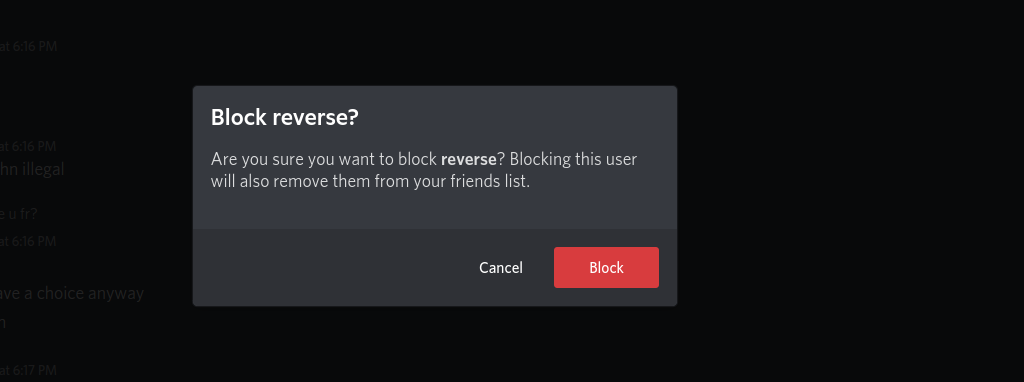 at 6:16 PM
Block reverse?
at 6:16 PM
Are you sure you want to block reverse? Blocking this user
hn illegal
will also remove them from your friends list.
e u fr?
at 6:16 PM
Cancel
Block
ave a choice anyway
n
at 6:17 PM